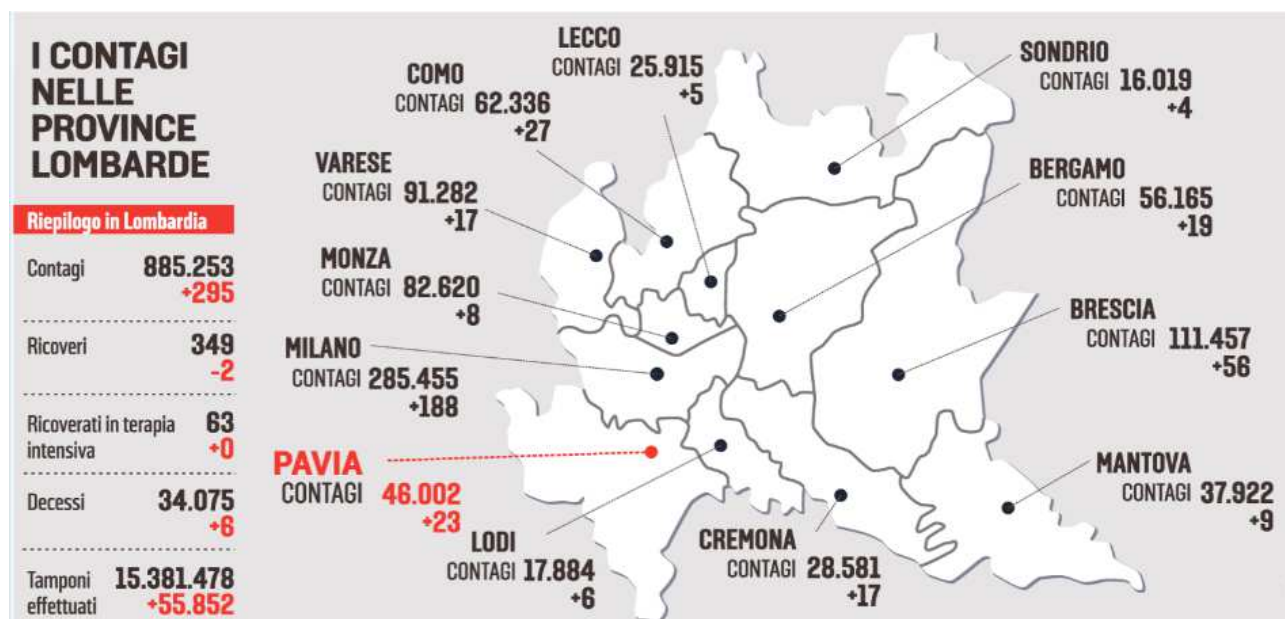 I CONTAGI
NELLE
PROVINCE
LOMBARDE
Riepilogo in Lombardia
Contagi 885.253
+295
Ricoveri 349
-2
Ricoverati in terapia 63
intensiva +0
Decessi 34.075
+6
Tamponi 15.381.478
effettuati +55.852
LECCO
CONTAGI 25.915
+5
COMO
CONTAGI 62.336
+27
VARESE
CONTAGI 91.282
+17
MONZA
CONTAGI 82.620
+8
MILANO
CONTAGI 285.455
+188
PAVIA
CONTAGI 46.002
+23
LODI
CONTAGI 17.884
+6
CREMONA
CONTAGI 28.581
+17
SONDRIO
CONTAGI 16.019
+4
BERGAMO
CONTAGI 56.165
+19
BRESCIA
CONTAGI 111.457
+56
MANTOVA
CONTAGI 37.922
+9